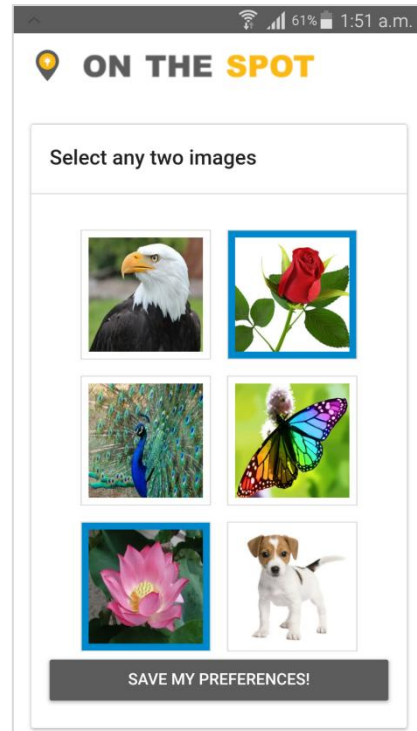 61% 1:51 a.m.
ON THE SPOT
Select any two images
SAVE MY PREFERENCES!